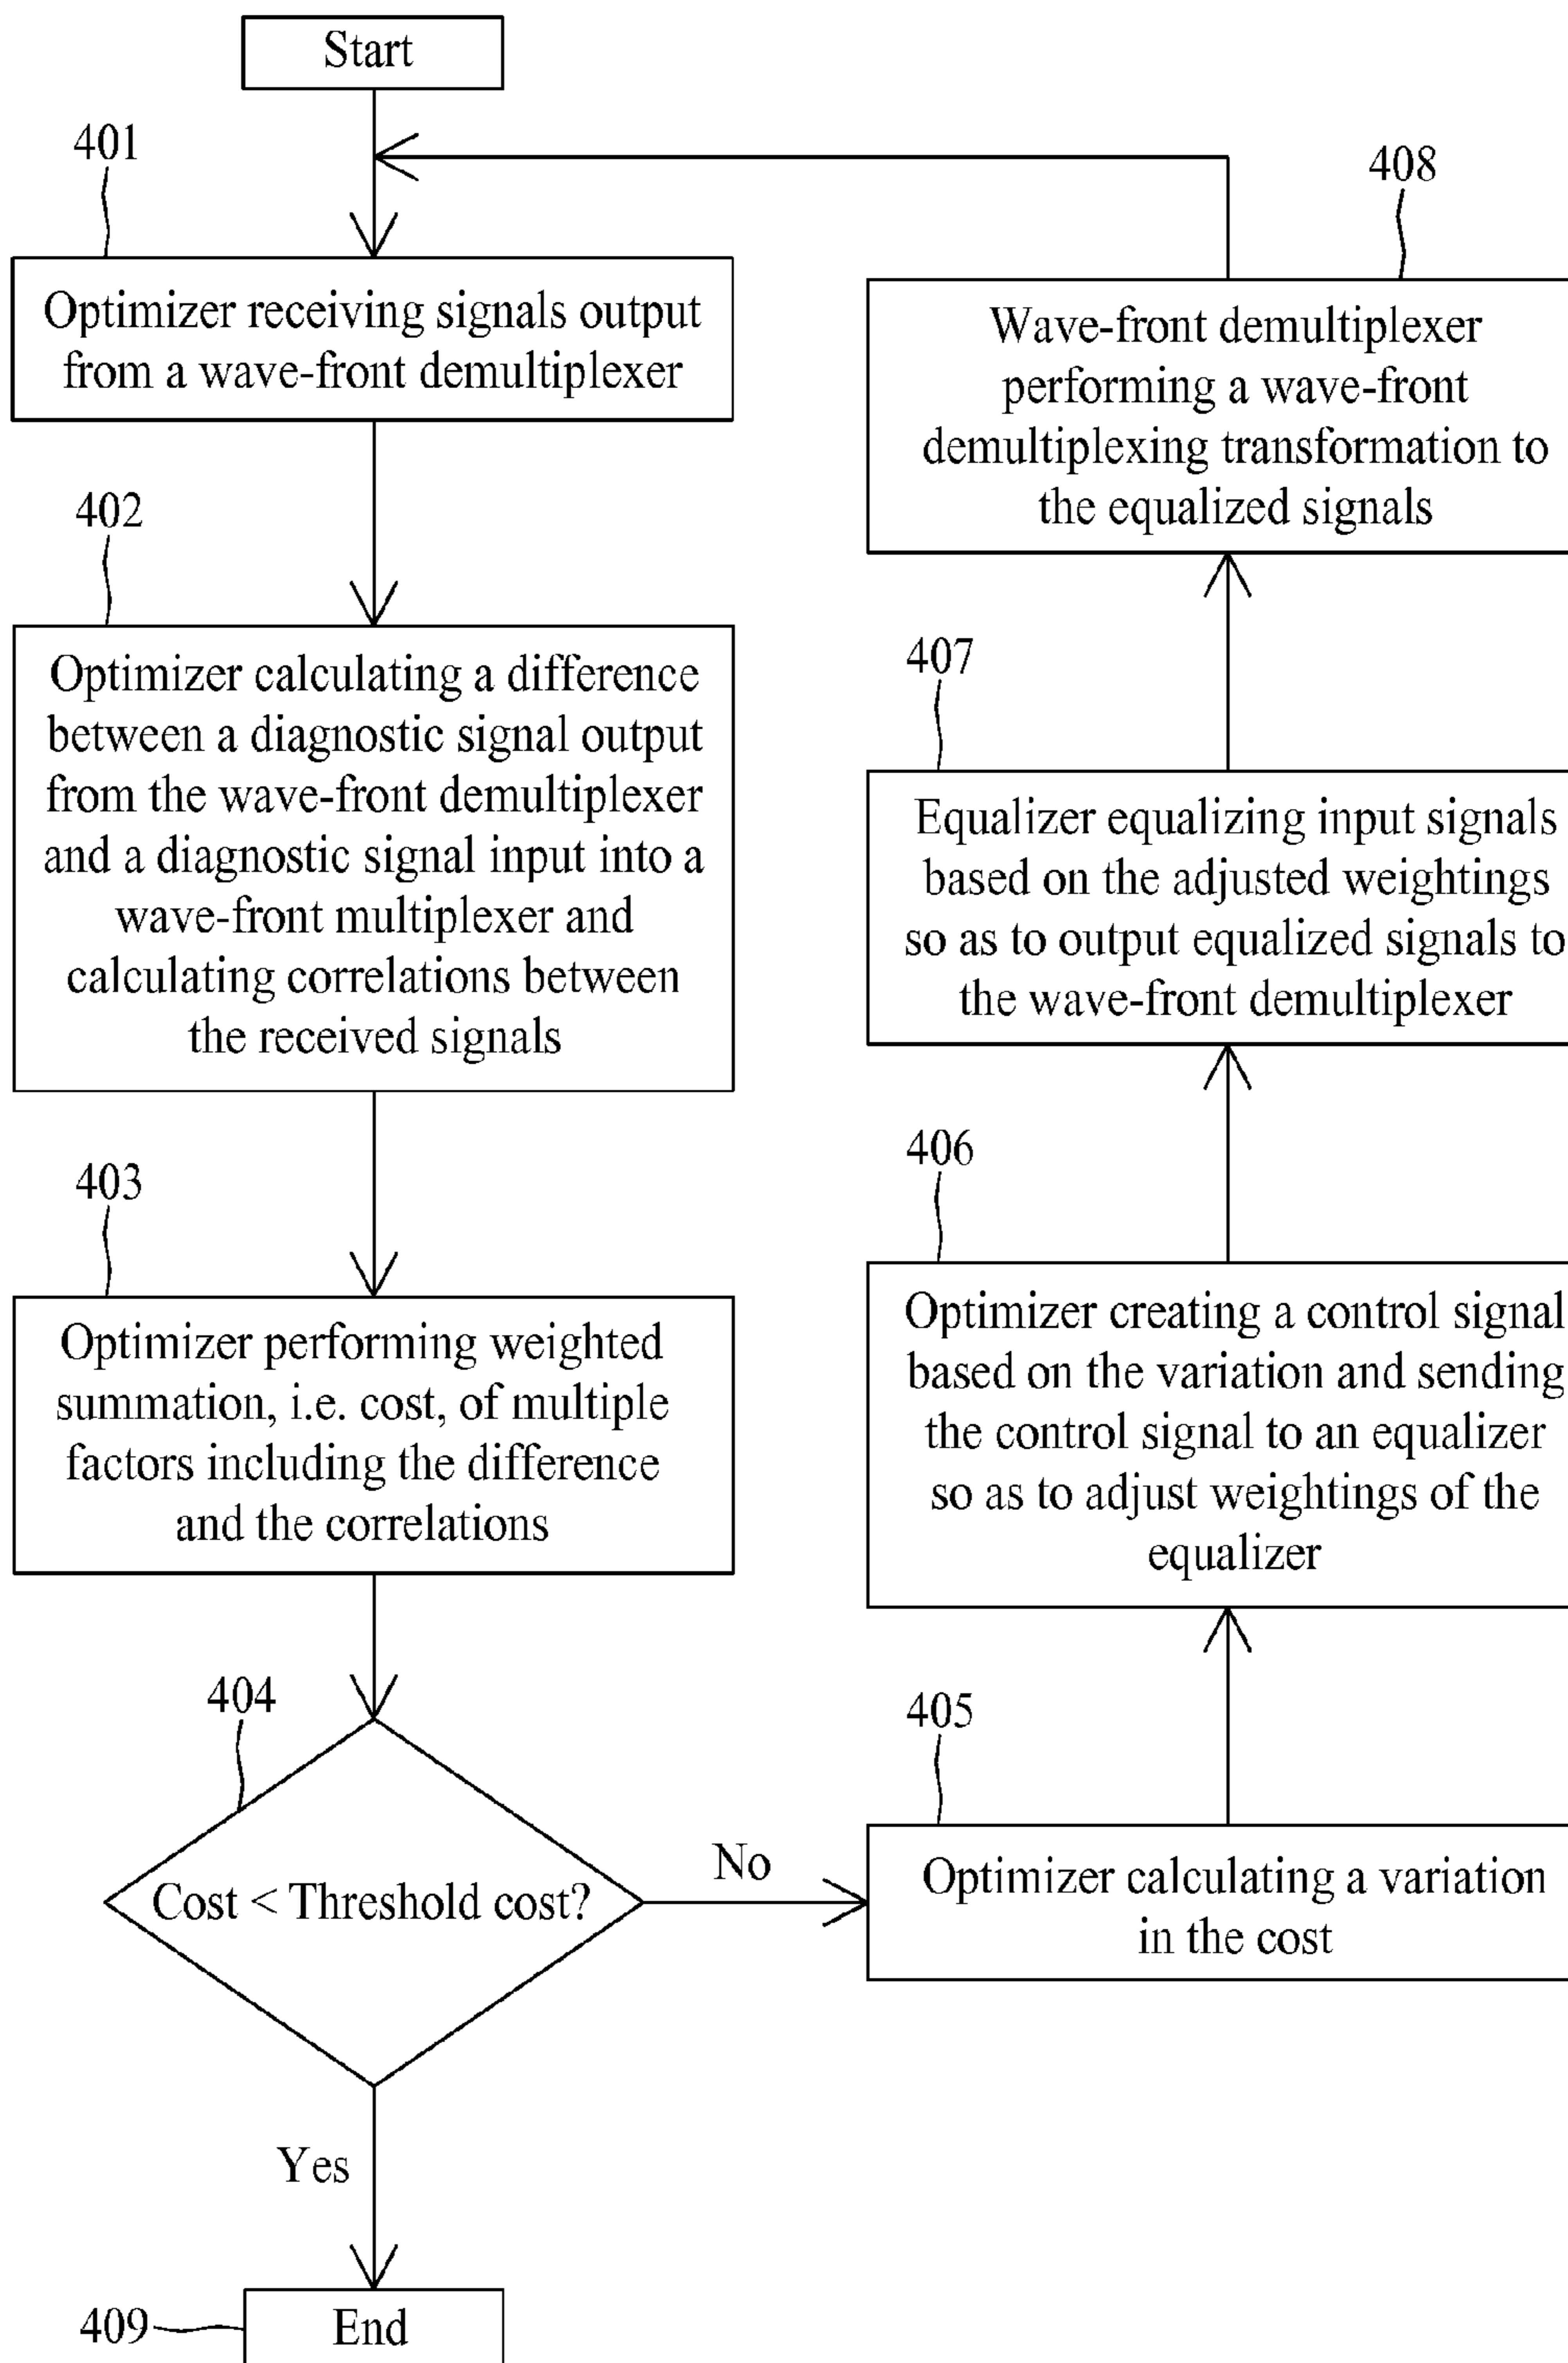 Start
401
Optimizer receiving signals output
from a wave-front demultiplexer
402
Optimizer calculating a difference
between a diagnostic signal output
from the wave-front demultiplexer
and a diagnostic signal input into a
wave-front multiplexer and
calculating correlations between
the received signals
403
Optimizer performing weighted
summation, i.e. cost, of multiple
factors including the difference
and the correlations
404
Cost < Threshold cost?
No
Yes
405
Optimizer calculating a variation
in the cost
406
Optimizer creating a control signal
based on the variation and sending
the control signal to an equalizer
so as to adjust weightings of the
equalizer
407
Equalizer equalizing input signals
based on the adjusted weightings
so as to output equalized signals to
the wave-front demultiplexer
408
Wave-front demultiplexer
performing a wave-front
demultiplexing transformation to
the equalized signals
409
End